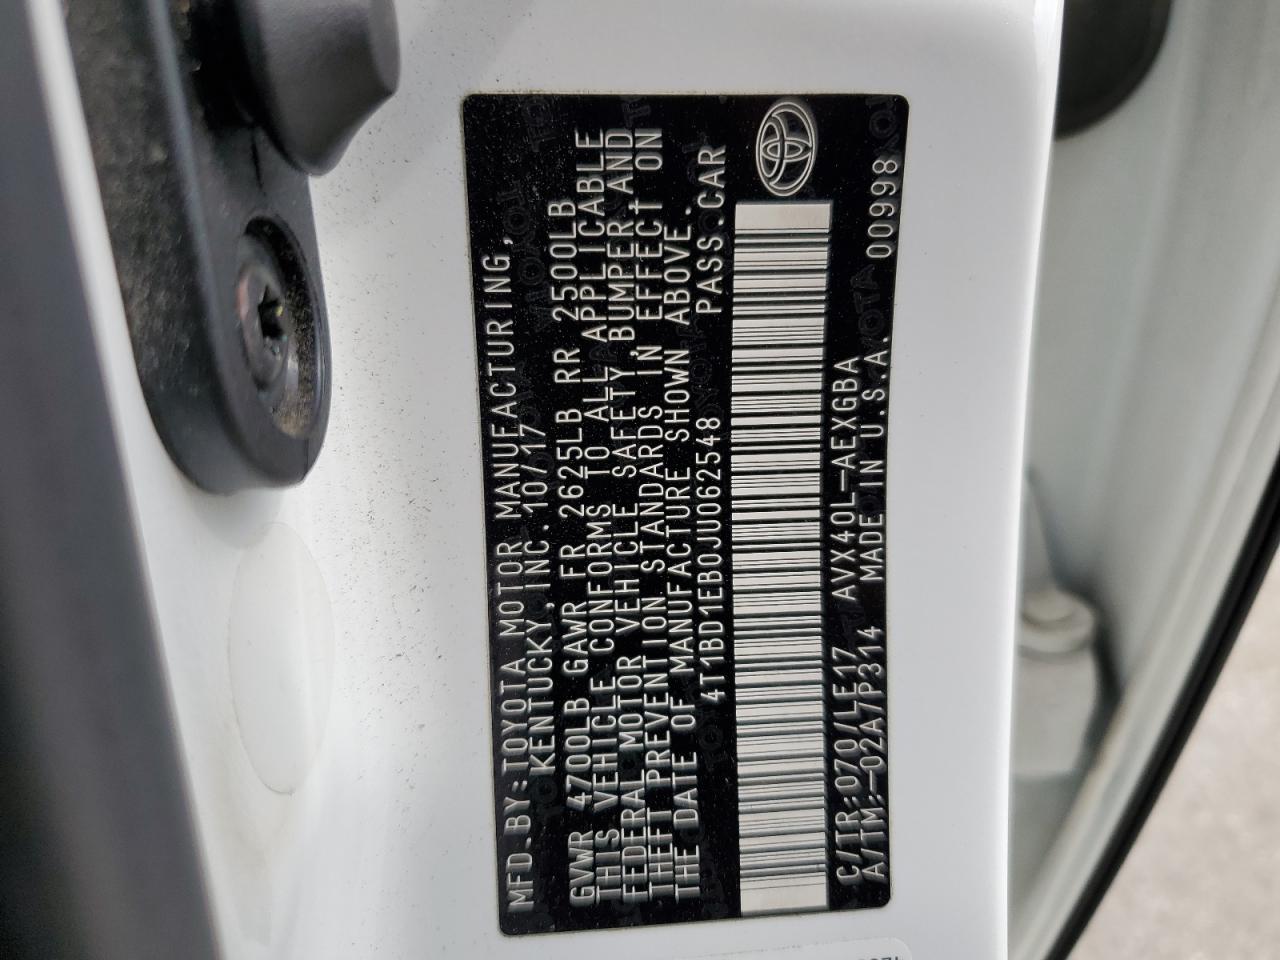 MFD.BY:TOYOTA MOTOR MANUFACTURING,
KENTUCKY,INC. 10/17
GVWR 4700LB GAWR FR 2625LB RR 2500LB
THIS VEHICLE CONFORMS TO ALL APPLICABLE
FEDERAL MOTOR VEHICLE SAFETY,BUMPER,AND
THEFT PREVENTION STANDARDS IN EFFECT ON
THE DATE OF MANUFACTURE SHOWN ABOVE.
4T1BD1EB0JU062548 PASS.CAR
C/TR:070/LE17 AVX40L-AEXGBA
A/TM:-02A7P314 MADE IN U.S.A. 00998